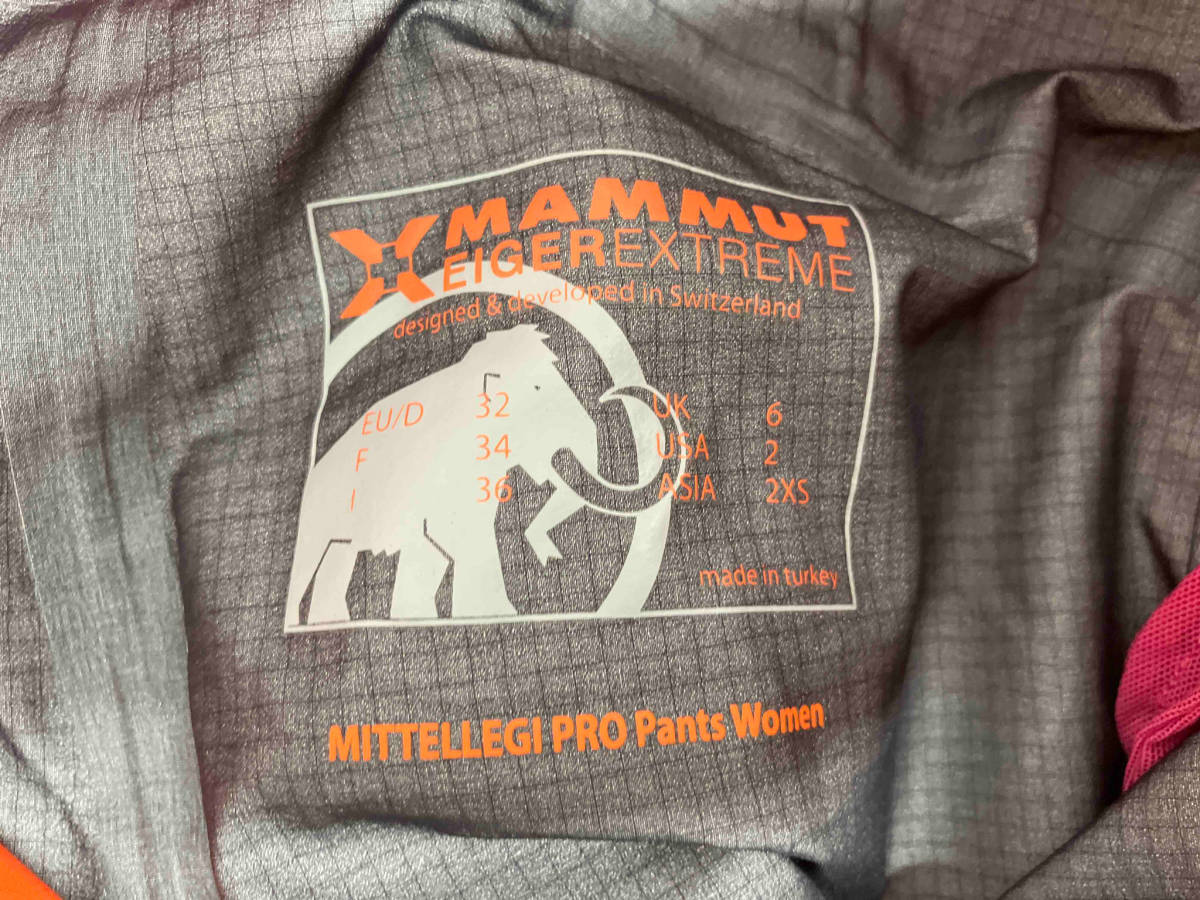 MAMMUT
EIGEREXTREME
designed & developed in Switzerland
EU/D 32 UK 6
F 34 USA 2
I 36 ASIA 2XS
made in turkey
MITTELLEGI PRO Pants Women